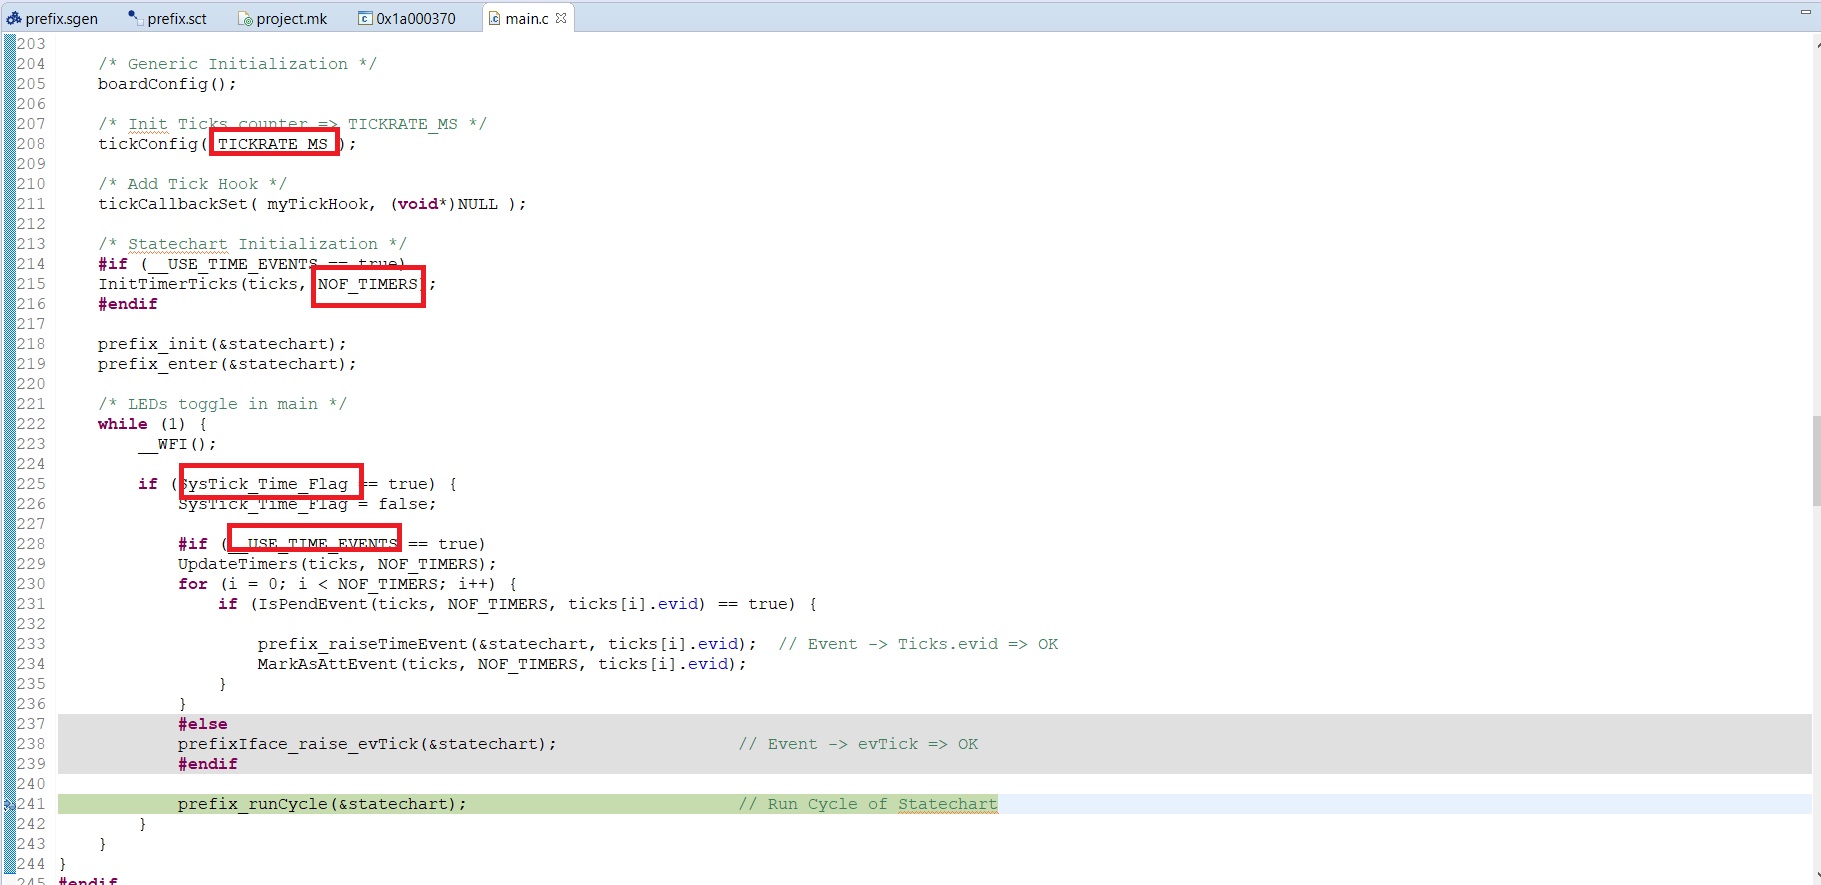 prefix.sgen prefix.sct project.mk 0x1a000370 main.c
203
204 /* Generic Initialization */
205 boardConfig();
206
207 /* Init Ticks counter => TICKRATE_MS */
208 tickConfig( TICKRATE_MS );
209
210 /* Add Tick Hook */
211 tickCallbackSet( myTickHook, (void*)NULL );
212
213 /* Statechart Initialization */
214 #if (__USE_TIME_EVENTS == true)
215 InitTimerTicks(ticks, NOF_TIMERS);
216 #endif
217
218 prefix_init(&statechart);
219 prefix_enter(&statechart);
220
221 /* LEDs toggle in main */
222 while (1) {
223 __WFI();
224
225 if (SysTick_Time_Flag == true) {
226 SysTick_Time_Flag = false;
227
228 #if (__USE_TIME_EVENTS == true)
229 UpdateTimers(ticks, NOF_TIMERS);
230 for (i = 0; i < NOF_TIMERS; i++) {
231 if (IsPendEvent(ticks, NOF_TIMERS, ticks[i].evid) == true) {
232
233 prefix_raiseTimeEvent(&statechart, ticks[i].evid); // Event -> Ticks.evid => OK
234 MarkAsAttEvent(ticks, NOF_TIMERS, ticks[i].evid);
235 }
236 }
237 #else
238 prefixIface_raise_evTick(&statechart); // Event -> evTick => OK
239 #endif
240
241 prefix_runCycle(&statechart); // Run Cycle of Statechart
242 }
243 }
244 }
245 #endif